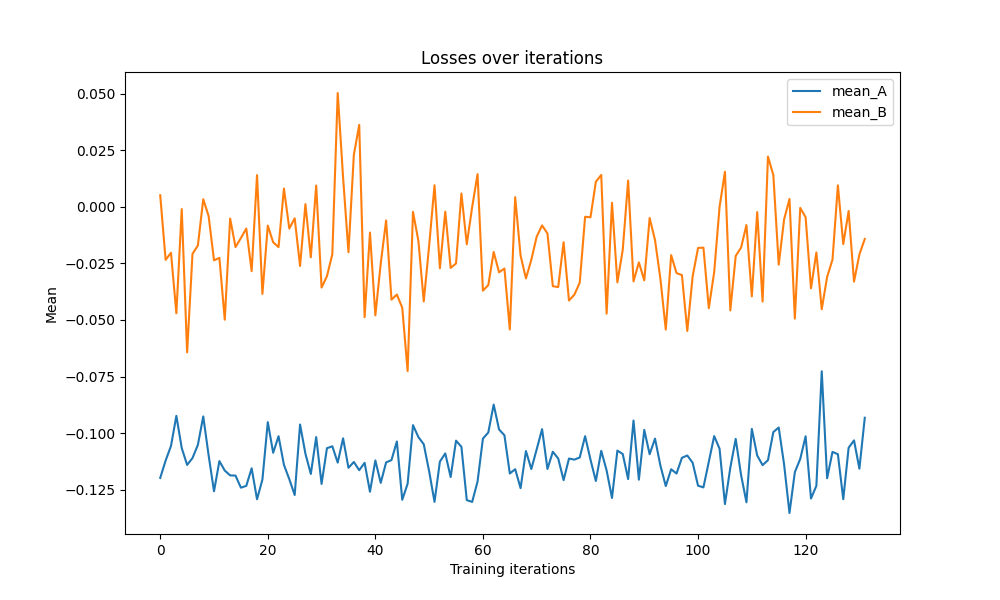 Losses over iterations
mean_A
mean_B
Mean
0.050
0.025
0.000
−0.025
−0.050
−0.075
−0.100
−0.125
0 20 40 60 80 100 120
Training iterations